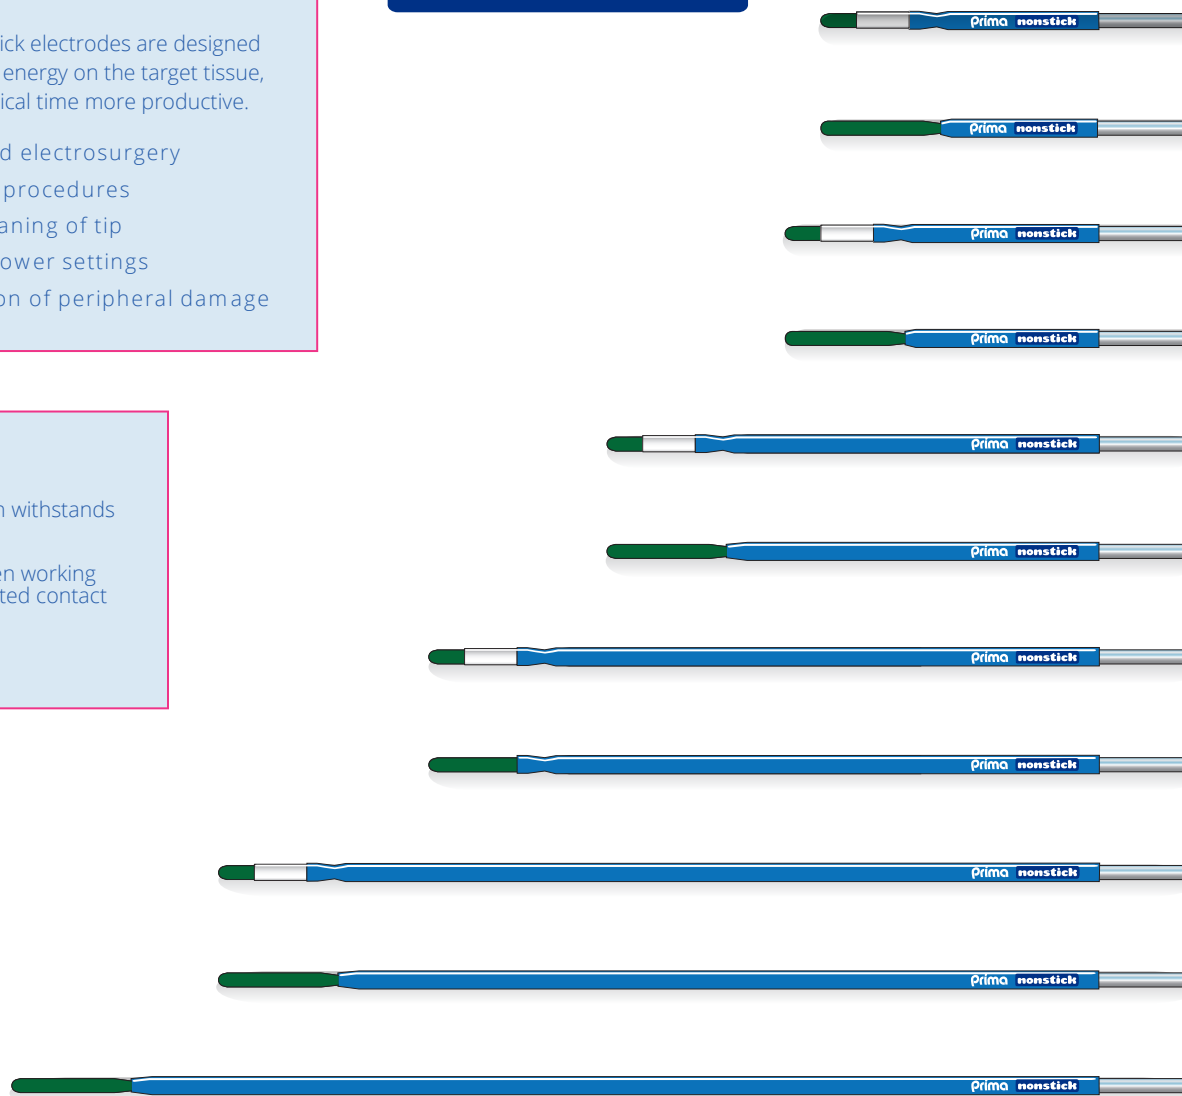 ick electrodes are designed
energy on the target tissue,
ical time more productive.
d electrosurgery
procedures
aning of tip
ower settings
on of peripheral damage
withstands
en working
ted contact
Prima nonstick
Prima nonstick
Prima nonstick
Prima nonstick
Prima nonstick
Prima nonstick
Prima nonstick
Prima nonstick
Prima nonstick
Prima nonstick
Prima nonstick